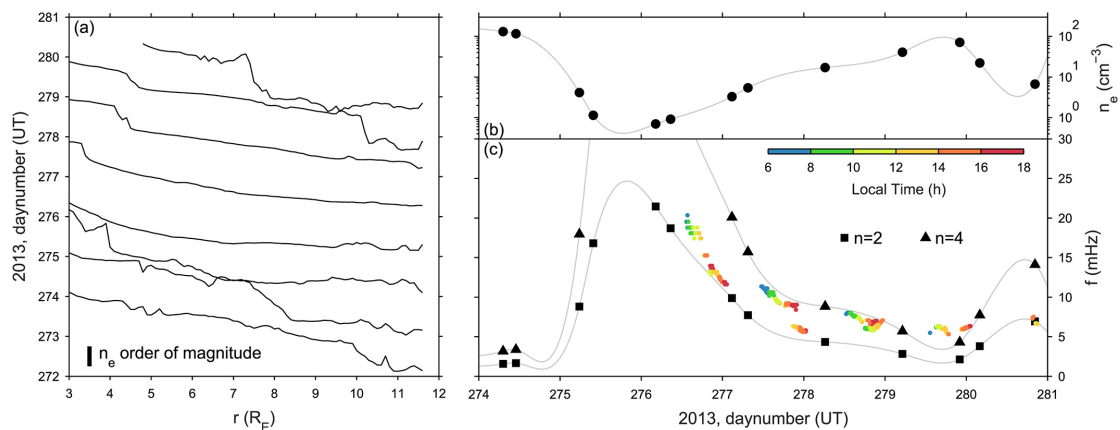 (a)
281
280
279
278
277
276
275
274
273
272
2013, daynumber (UT)
n_e order of magnitude
3 4 5 6 7 8 9 10 11 12
r (R_E)
(b)
10^2
10^1
10^0
10^-1
n_e (cm^-3)
(c)
30
25
20
15
10
5
0
f (mHz)
6 8 10 12 14 16 18
Local Time (h)
n=2 n=4
274 275 276 277 278 279 280 281
2013, daynumber (UT)